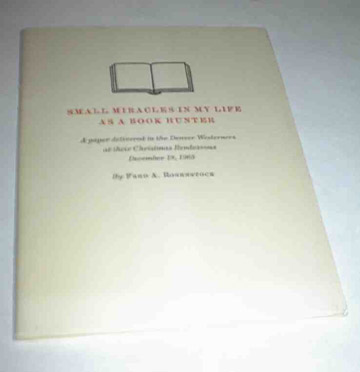 SMALL MIRACLES IN MY LIFE
AS A BOOK HUNTER
A paper delivered to the Denver Westerners
at their Christmas Rendezvous
December 18, 1963
By FRED A. ROSENSTOCK